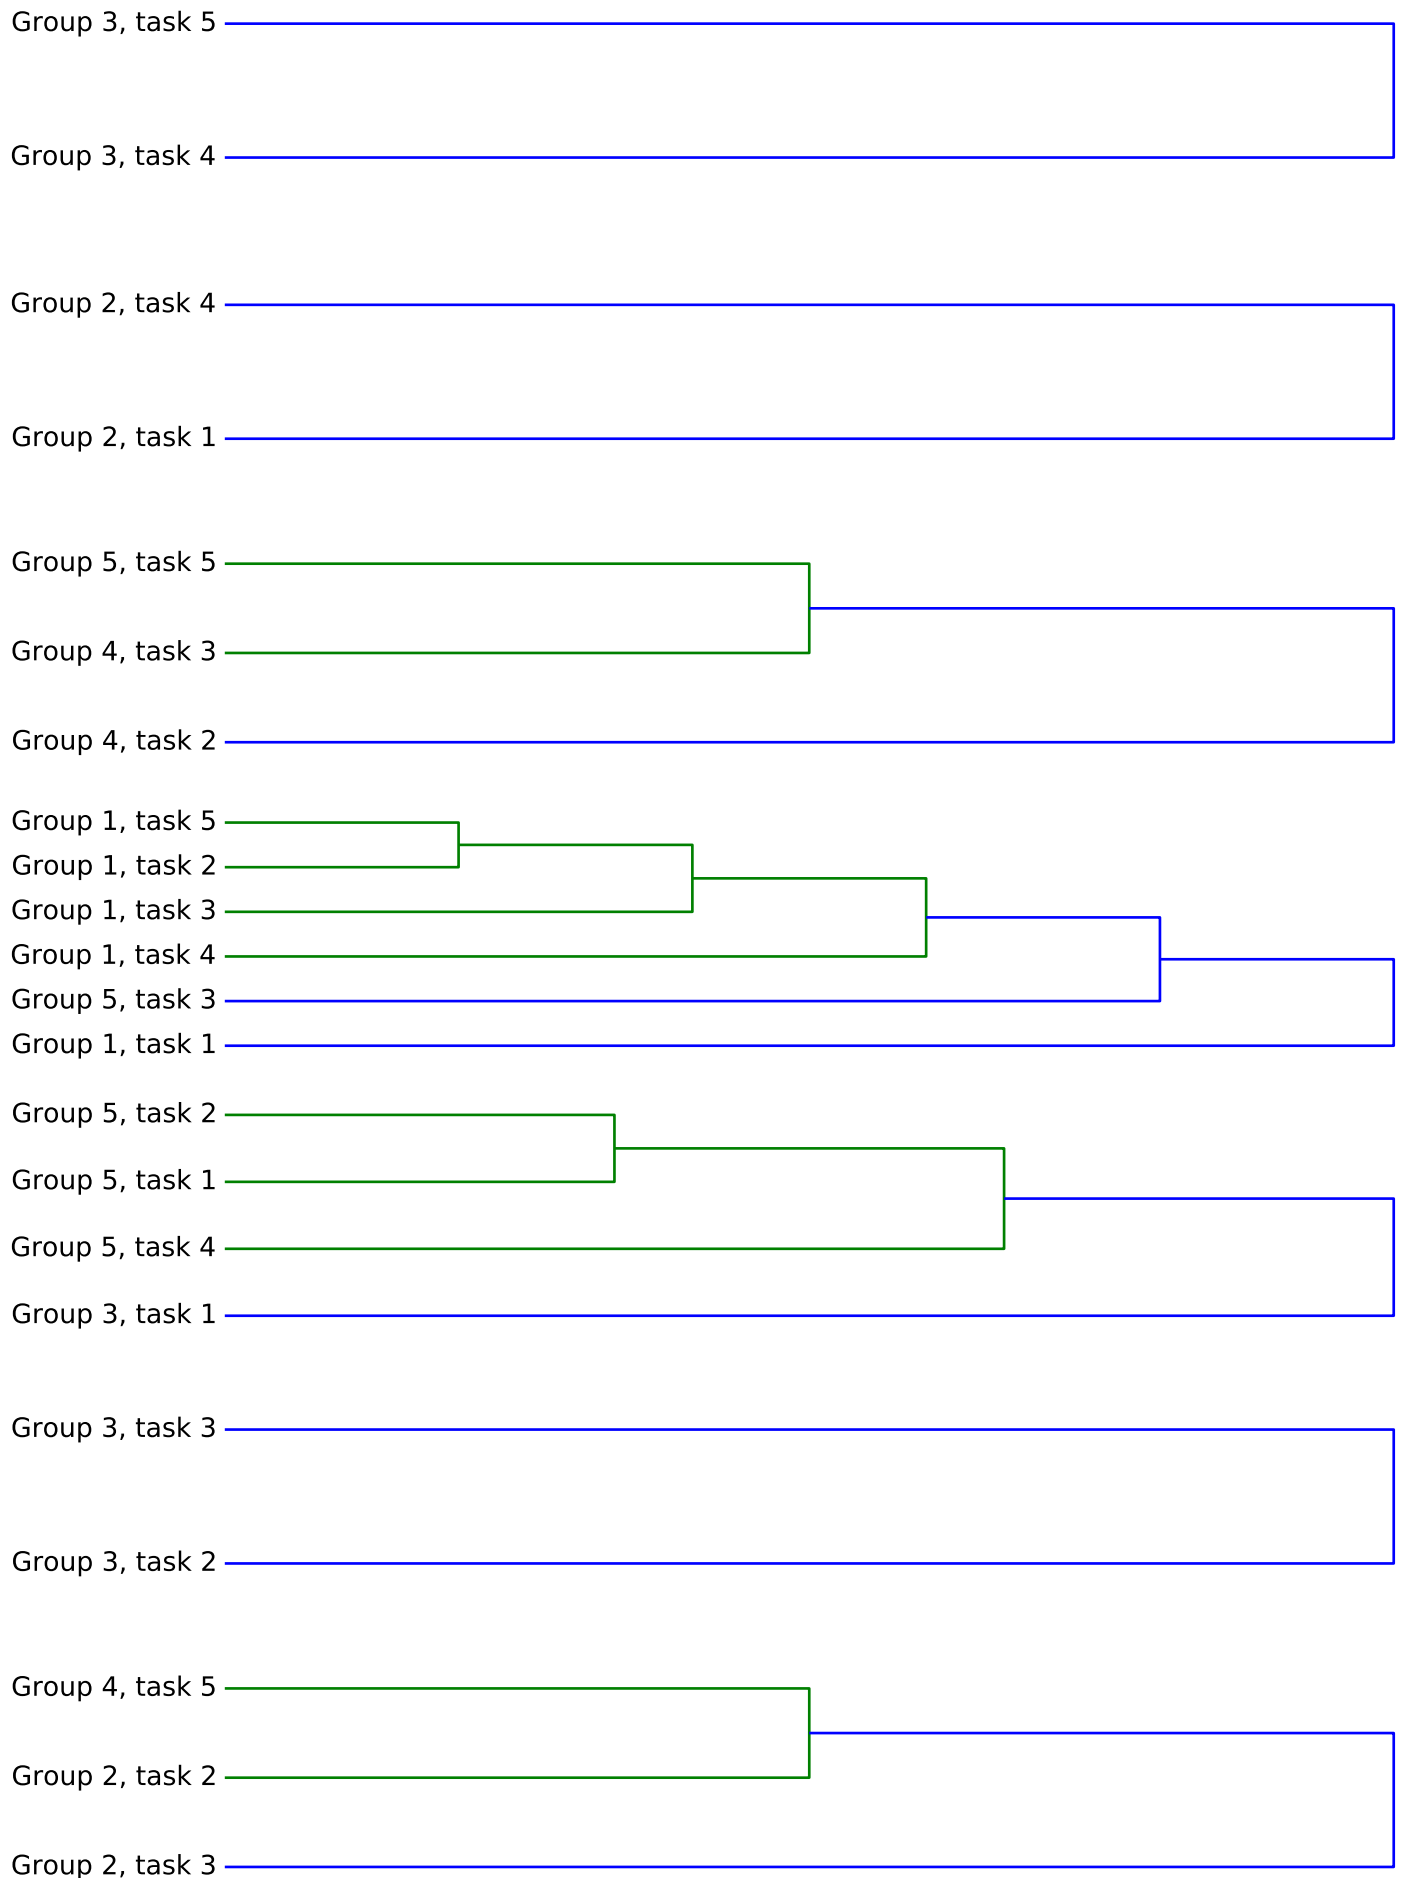 Group 3, task 5
Group 3, task 4
Group 2, task 4
Group 2, task 1
Group 5, task 5
Group 4, task 3
Group 4, task 2
Group 1, task 5
Group 1, task 2
Group 1, task 3
Group 1, task 4
Group 5, task 3
Group 1, task 1
Group 5, task 2
Group 5, task 1
Group 5, task 4
Group 3, task 1
Group 3, task 3
Group 3, task 2
Group 4, task 5
Group 2, task 2
Group 2, task 3